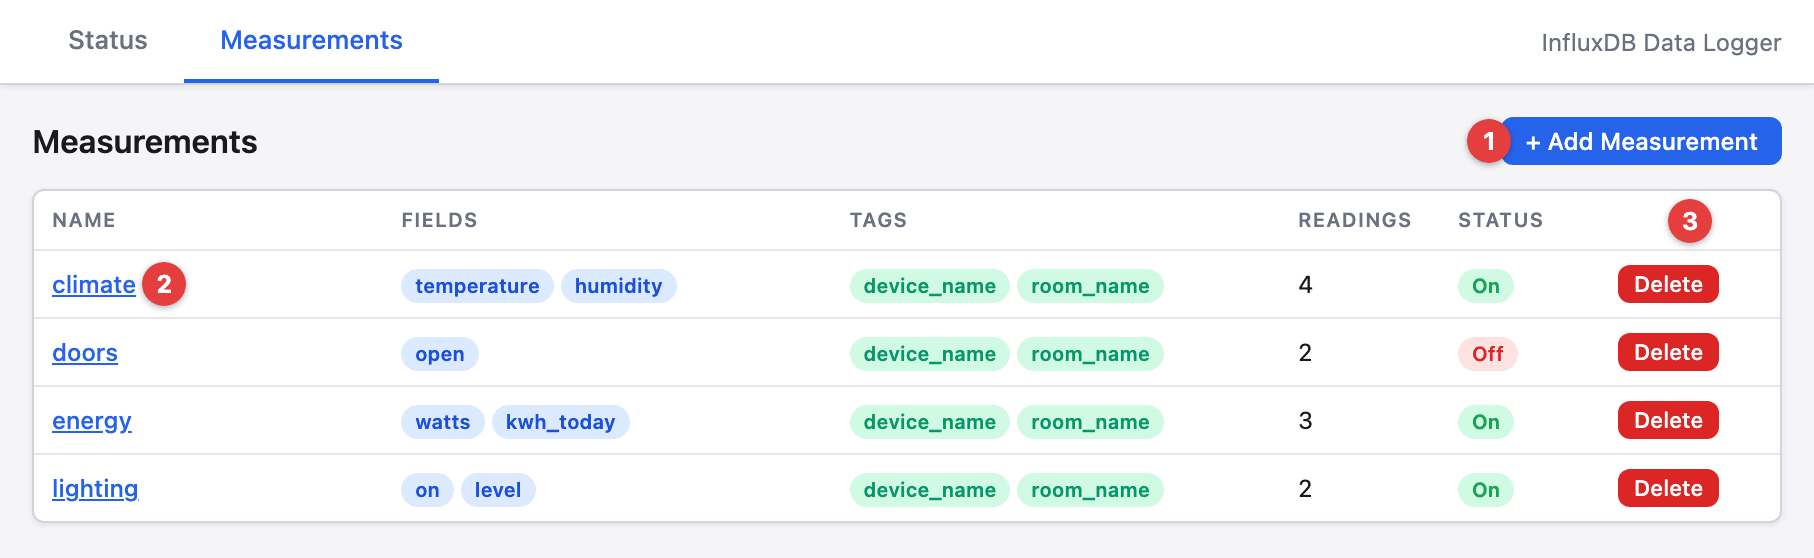 Status Measurements InfluxDB Data Logger
Measurements 1 + Add Measurement
NAME FIELDS TAGS READINGS STATUS 3
climate 2 temperature humidity device_name room_name 4 On Delete
doors open device_name room_name 2 Off Delete
energy watts kwh_today device_name room_name 3 On Delete
lighting on level device_name room_name 2 On Delete